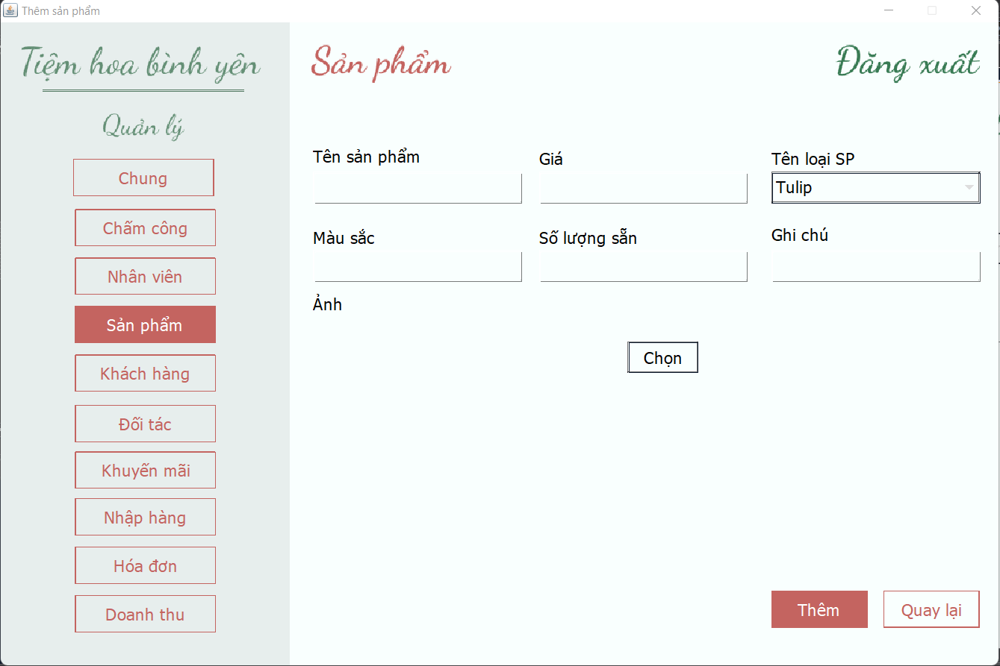 Thêm sản phẩm
Tiệm hoa bình yên
Quản lý
Chung
Chấm công
Nhân viên
Sản phẩm
Khách hàng
Đối tác
Khuyến mãi
Nhập hàng
Hóa đơn
Doanh thu
Sản phẩm
Đăng xuất
Tên sản phẩm
Giá
Tên loại SP
Tulip
Màu sắc
Số lượng sẵn
Ghi chú
Ảnh
Chọn
Thêm
Quay lại